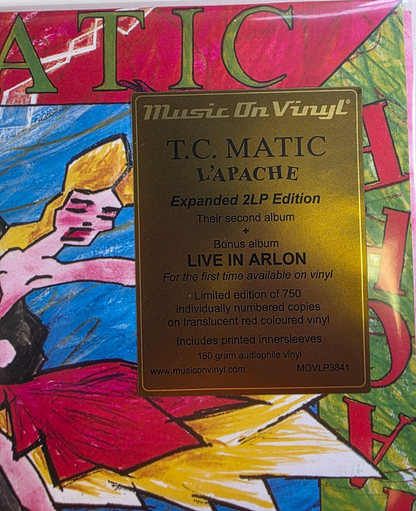 ATIC
Music On Vinyl®
T.C. MATIC
L'APACHE
Expanded 2LP Edition
Their second album
+
Bonus album
LIVE IN ARLON
For the first time available on vinyl
Limited edition of 750
individually numbered copies
on translucent red coloured vinyl
Includes printed innersleeves
180 gram audiophile vinyl
www.musiconvinyl.com MOVLP3841